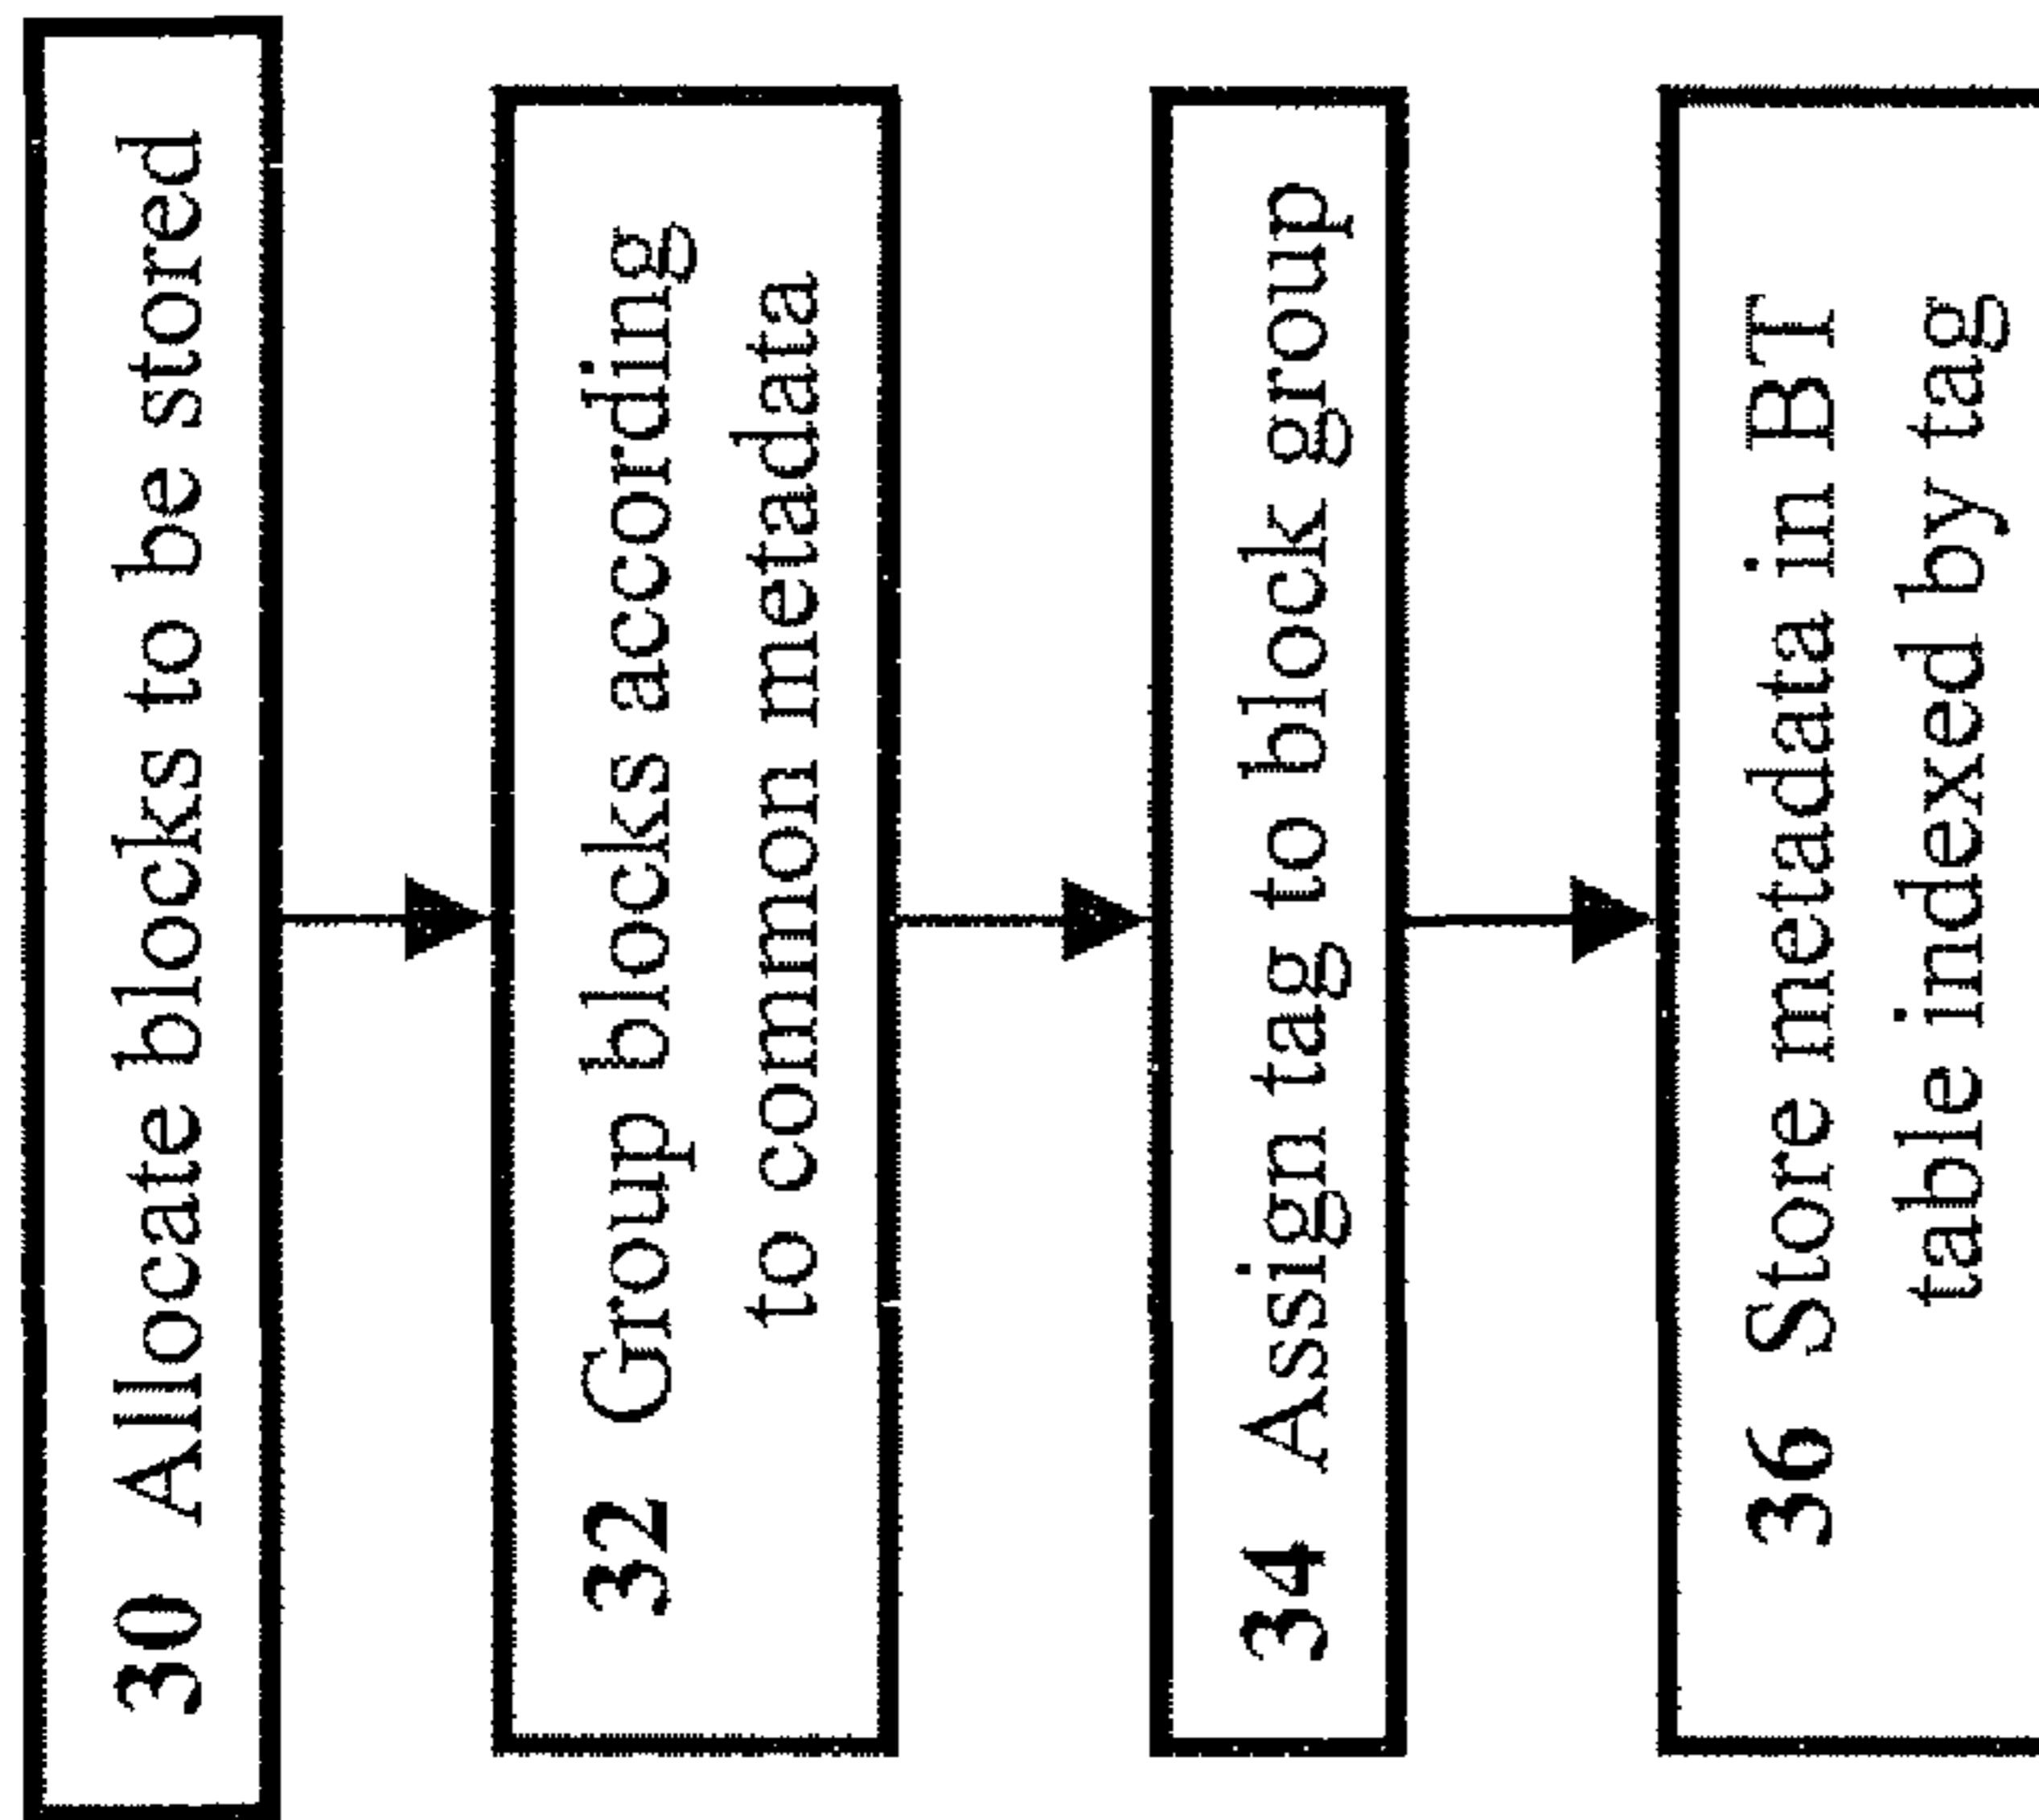 30 Allocate blocks to be stored
32 Group blocks according
to common metadata
34 Assign tag to block group
36 Store metadata in BT
table indexed by tag